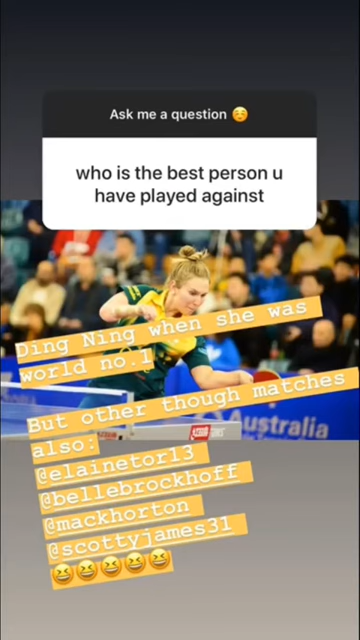 Ask me a question ☺️
who is the best person u
have played against
Ding Ning when she was
world no.1
But other though matches
also:
@elainetor13
@bellebrockhoff
@mackhorton
@scottyjames31
😆😆😆😆😆
Australia